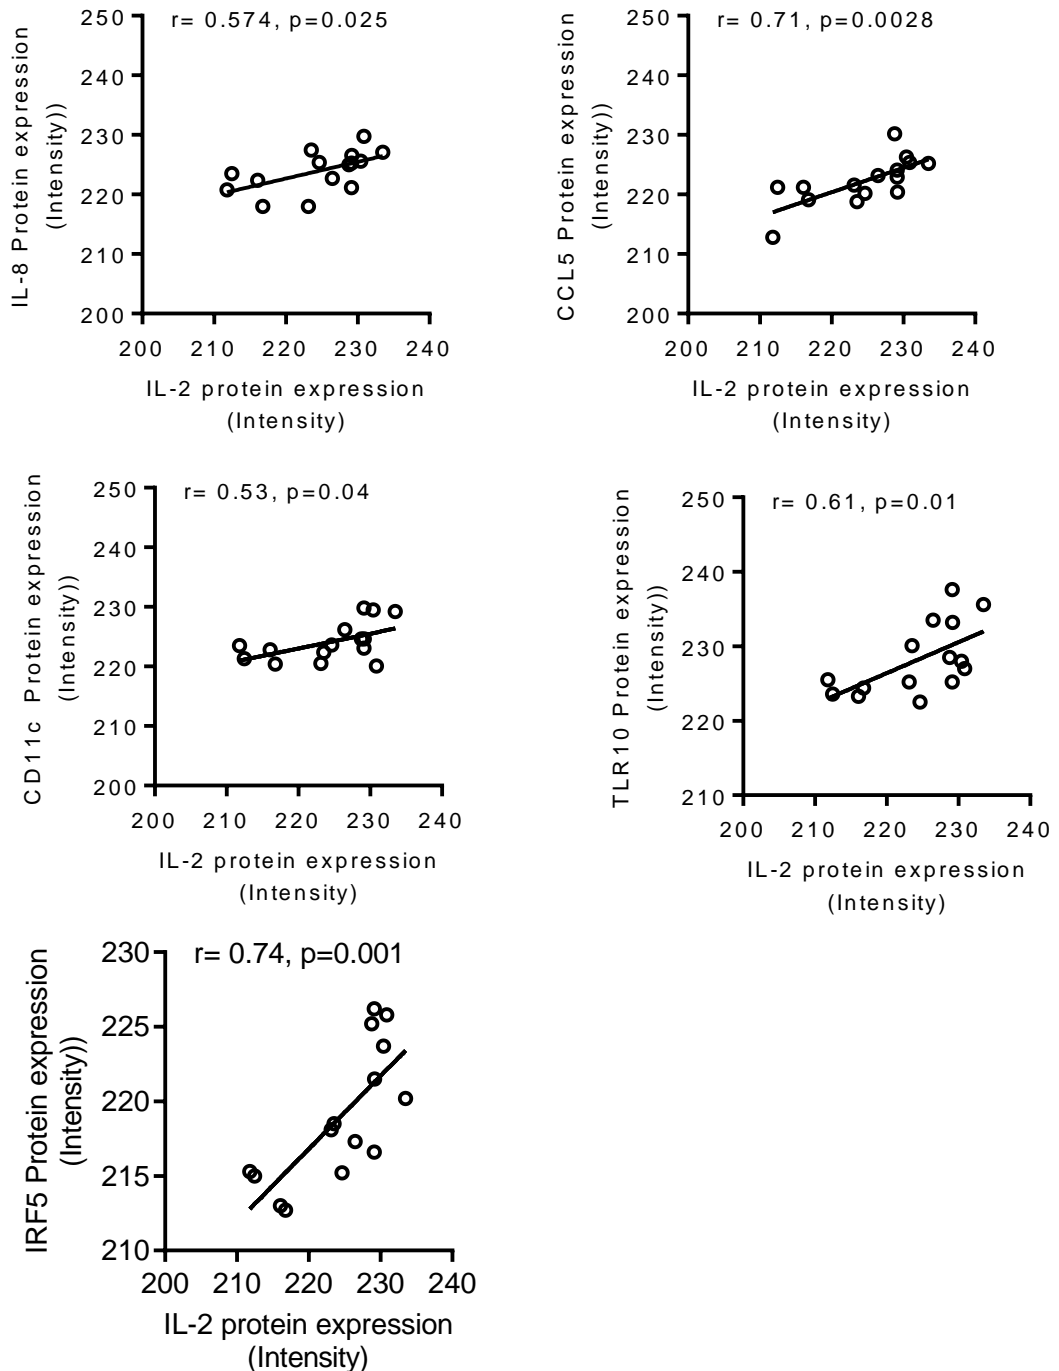 IL-8 Protein expression
(Intensity))
r= 0.574, p=0.025
250
240
230
220
210
200
200 210 220 230 240
IL-2 protein expression
(Intensity)
CCL5 Protein expression
(Intensity))
r= 0.71, p=0.0028
250
240
230
220
210
200
200 210 220 230 240
IL-2 protein expression
(Intensity)
CD11c Protein expression
(Intensity))
r= 0.53, p=0.04
250
240
230
220
210
200
200 210 220 230 240
IL-2 protein expression
(Intensity)
TLR10 Protein expression
(Intensity))
r= 0.61, p=0.01
250
240
230
220
210
200 210 220 230 240
IL-2 protein expression
(Intensity)
IRF5 Protein expression
(Intensity))
r= 0.74, p=0.001
230
225
220
215
210
200 210 220 230 240
IL-2 protein expression
(Intensity)